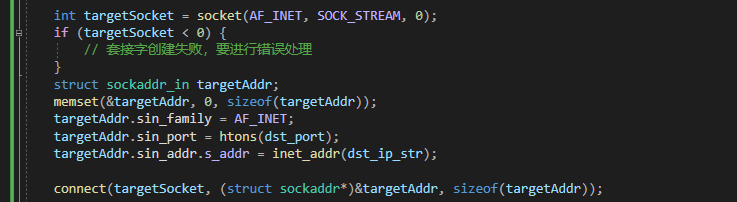 int targetSocket = socket(AF_INET, SOCK_STREAM, 0);
if (targetSocket < 0) {
// 套接字创建失败，要进行错误处理
}
struct sockaddr_in targetAddr;
memset(&targetAddr, 0, sizeof(targetAddr));
targetAddr.sin_family = AF_INET;
targetAddr.sin_port = htons(dst_port);
targetAddr.sin_addr.s_addr = inet_addr(dst_ip_str);
connect(targetSocket, (struct sockaddr*)&targetAddr, sizeof(targetAddr));